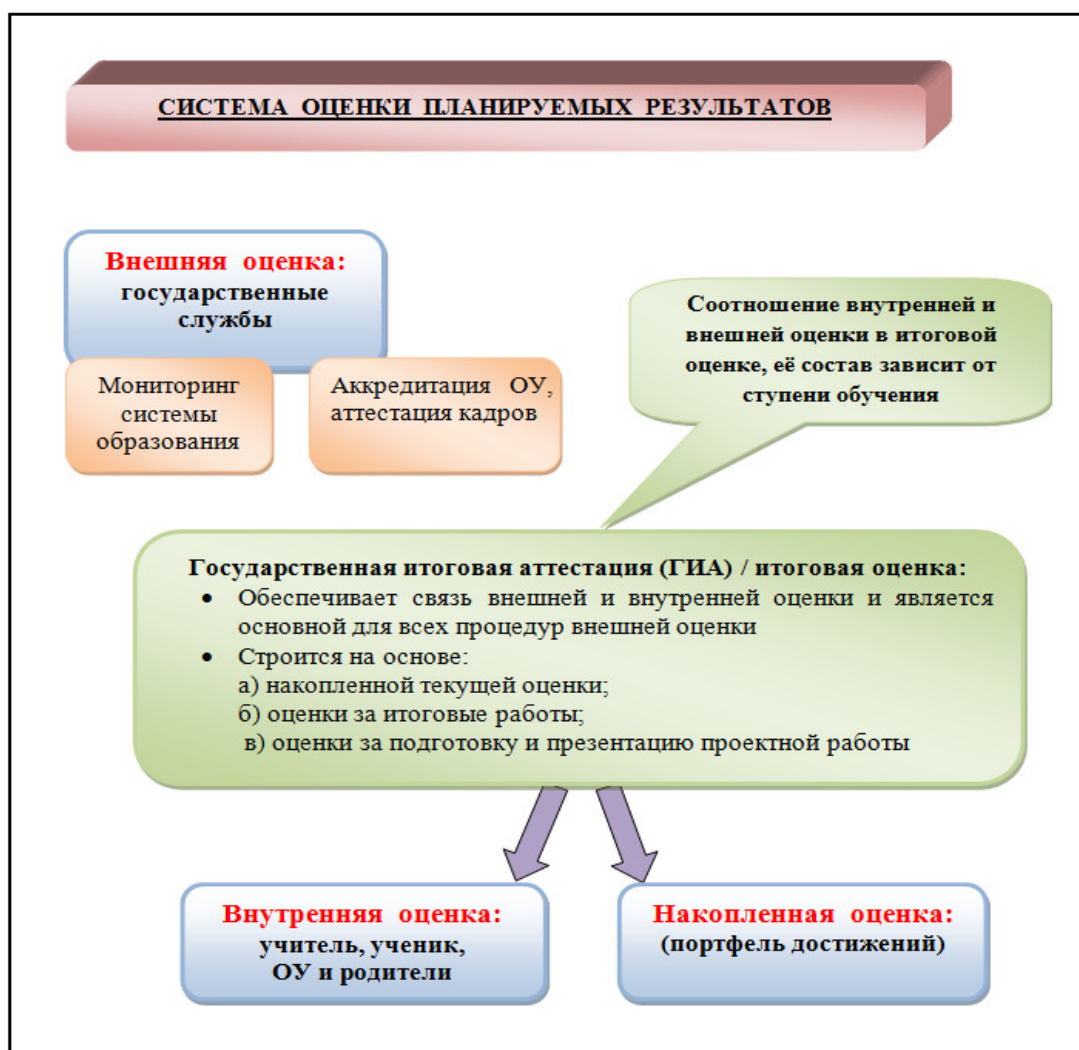 СИСТЕМА ОЦЕНКИ ПЛАНИРУЕМЫХ РЕЗУЛЬТАТОВ
Внешняя оценка:
государственные
службы
Мониторинг
системы
образования
Аккредитация ОУ,
аттестация кадров
Соотношение внутренней и
внешней оценки в итоговой
оценке, её состав зависит от
ступени обучения
Государственная итоговая аттестация (ГИА) / итоговая оценка:
• Обеспечивает связь внешней и внутренней оценки и является
основной для всех процедур внешней оценки
• Строится на основе:
а) накопленной текущей оценки;
б) оценки за итоговые работы;
в) оценки за подготовку и презентацию проектной работы
Внутренняя оценка:
учитель, ученик,
ОУ и родители
Накопленная оценка:
(портфель достижений)